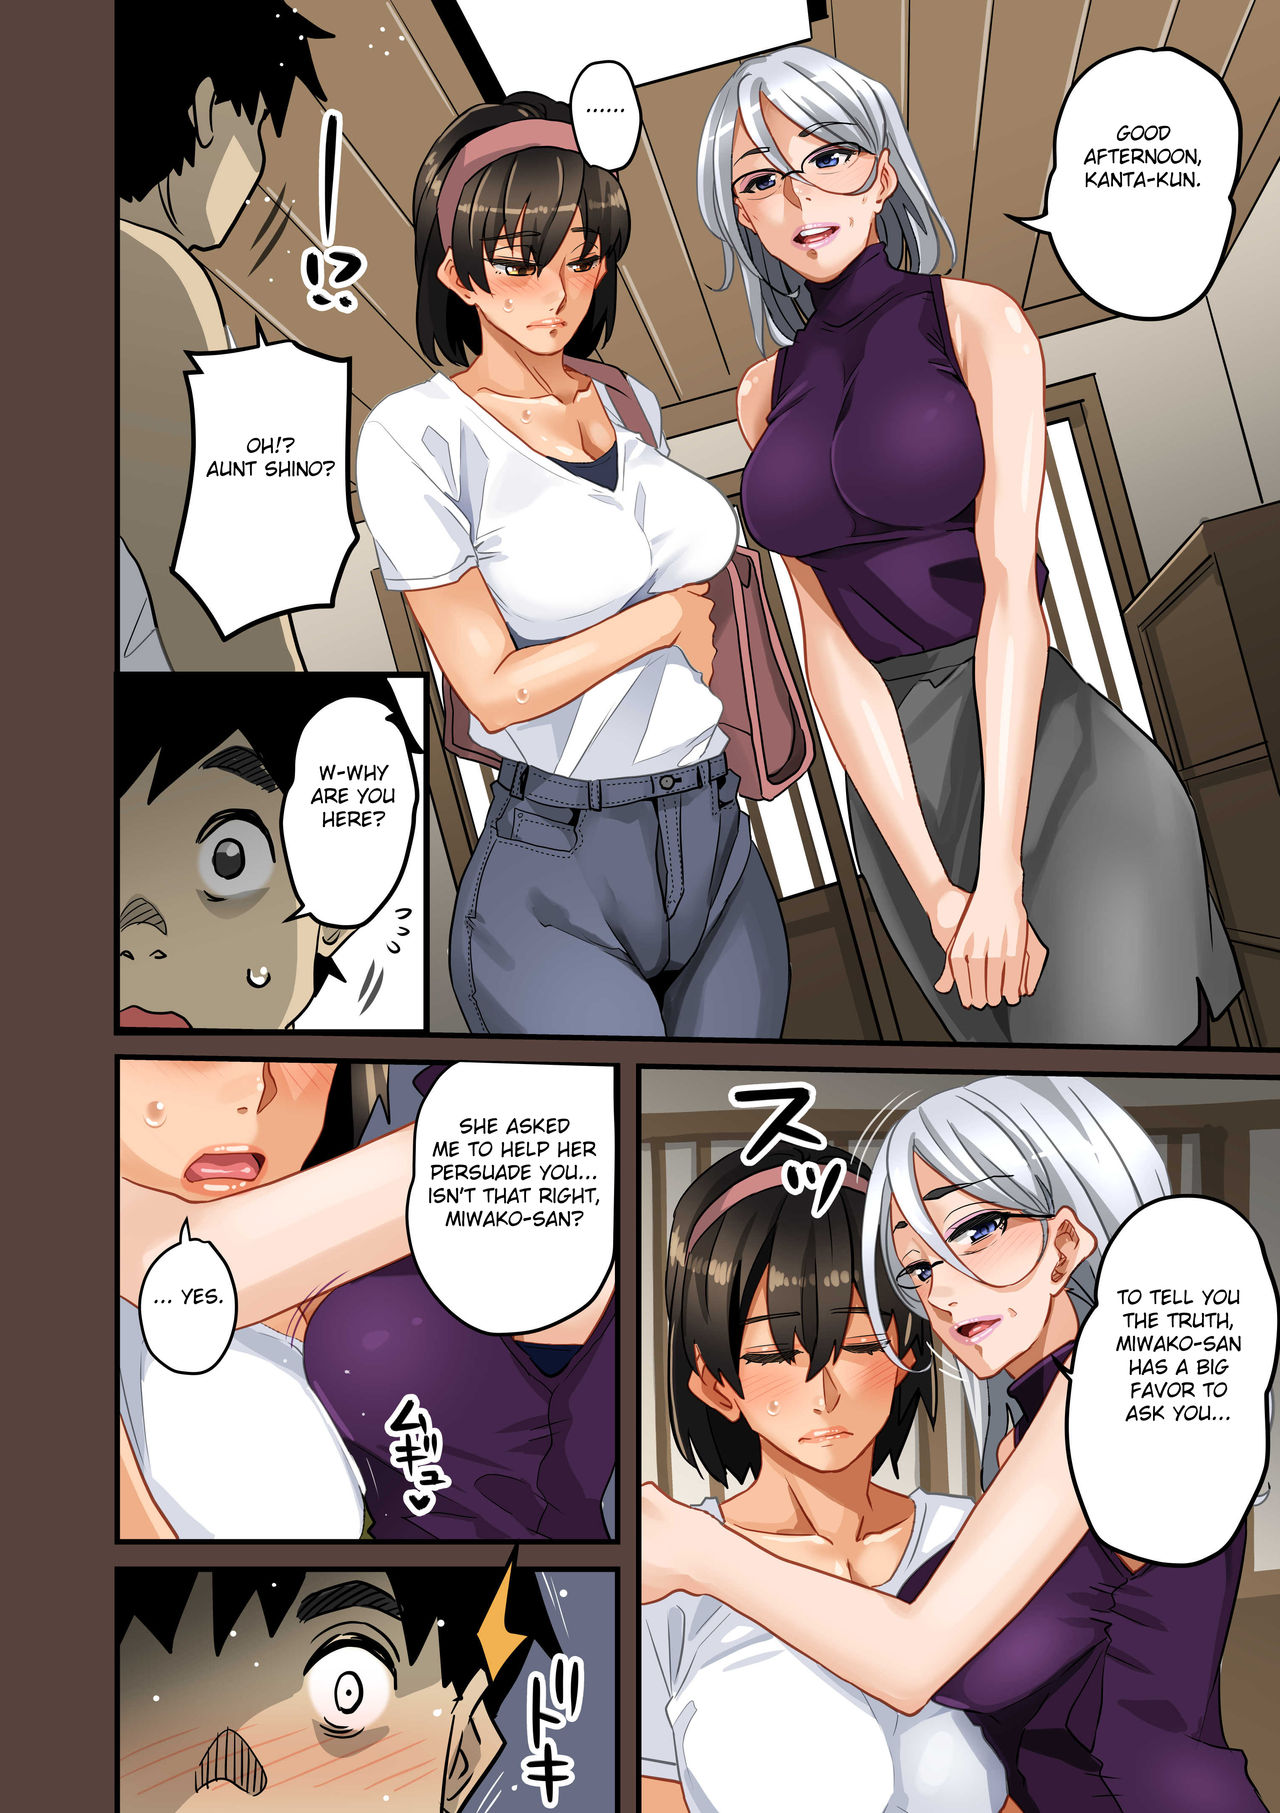 GOOD
AFTERNOON,
KANTA-KUN.
......
!
!?
OH!?
AUNT SHINO?
W-WHY
ARE YOU
HERE?
スッ
TO TELL YOU
THE TRUTH,
MIWAKO-SAN
HAS A BIG
FAVOR TO
ASK YOU...
SHE ASKED
ME TO HELP HER
PERSUADE YOU...
ISN'T THAT RIGHT,
MIWAKO-SAN?
... YES.
ムギュ♥
ドキ